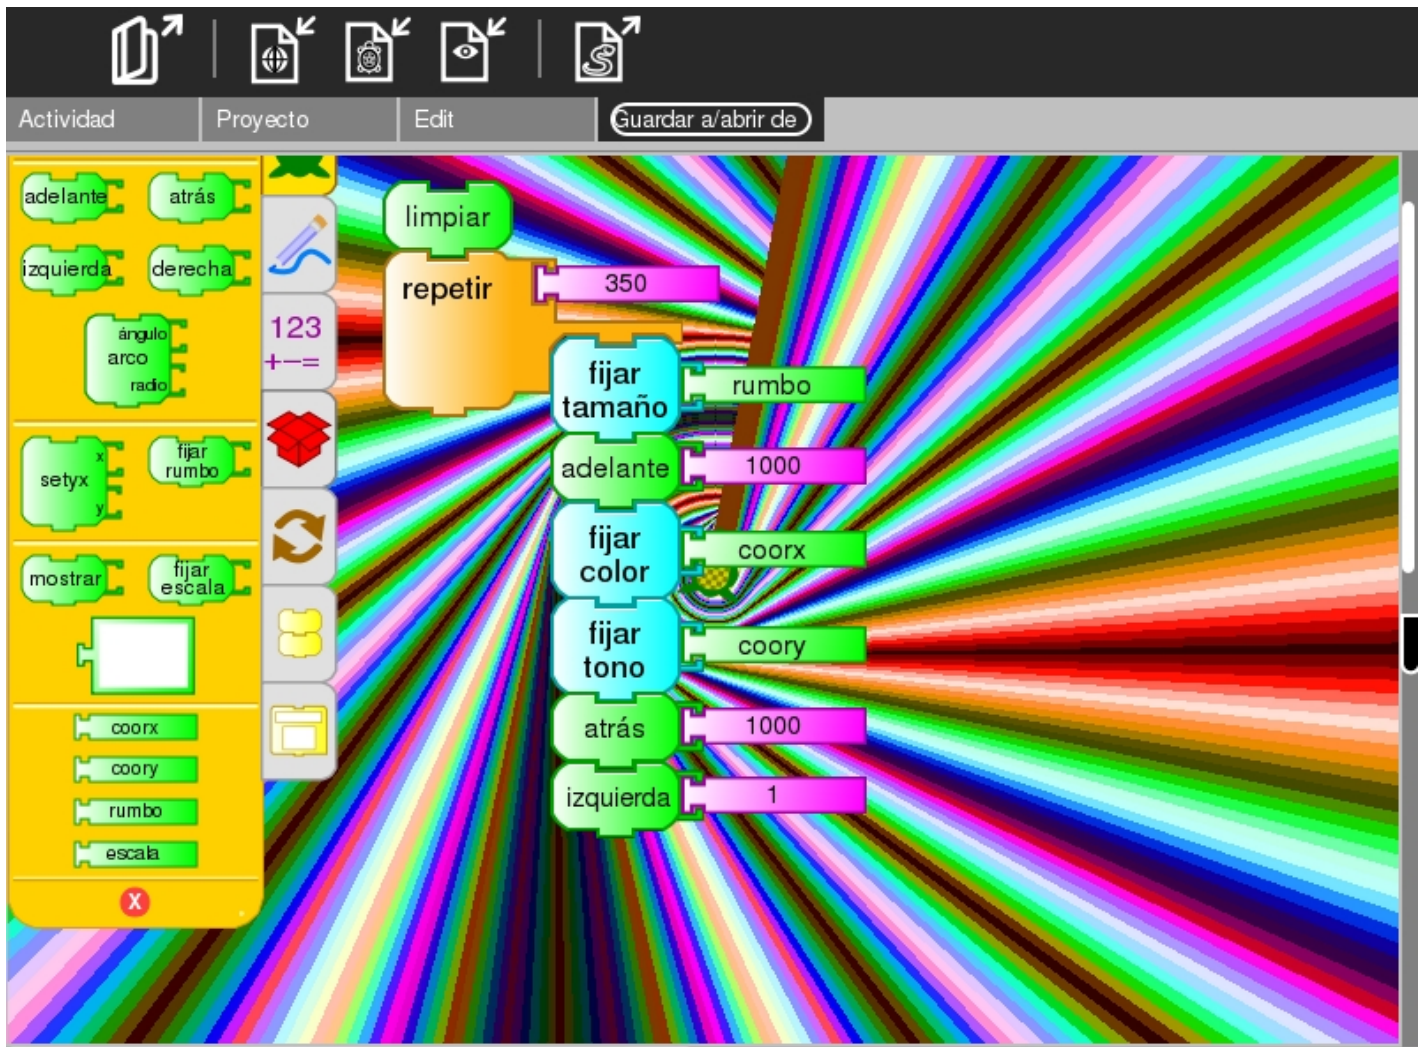 Actividad
Proyecto
Edit
Guardar a/abrir de
adelante
atrás
izquierda
derecha
ángulo
arco
radio
setyx
x
y
fijar
rumbo
mostrar
fijar
escala
coorx
coory
rumbo
escala
X
123
+−=
limpiar
repetir
350
fijar
tamaño
rumbo
adelante
1000
fijar
color
coorx
fijar
tono
coory
atrás
1000
izquierda
1